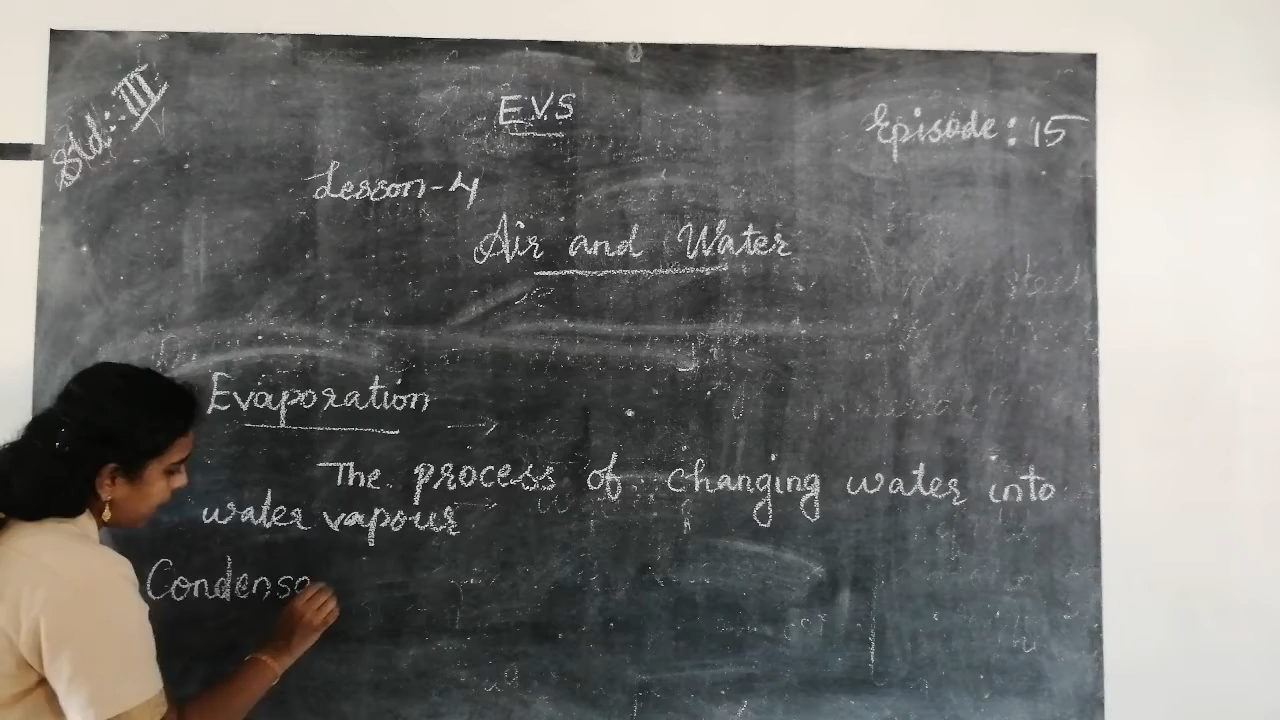 Std:-III
E.V.S
Episode: 15
Lesson-4
Air and Water
Evaporation →
The process of changing water into
water vapour
Condensa